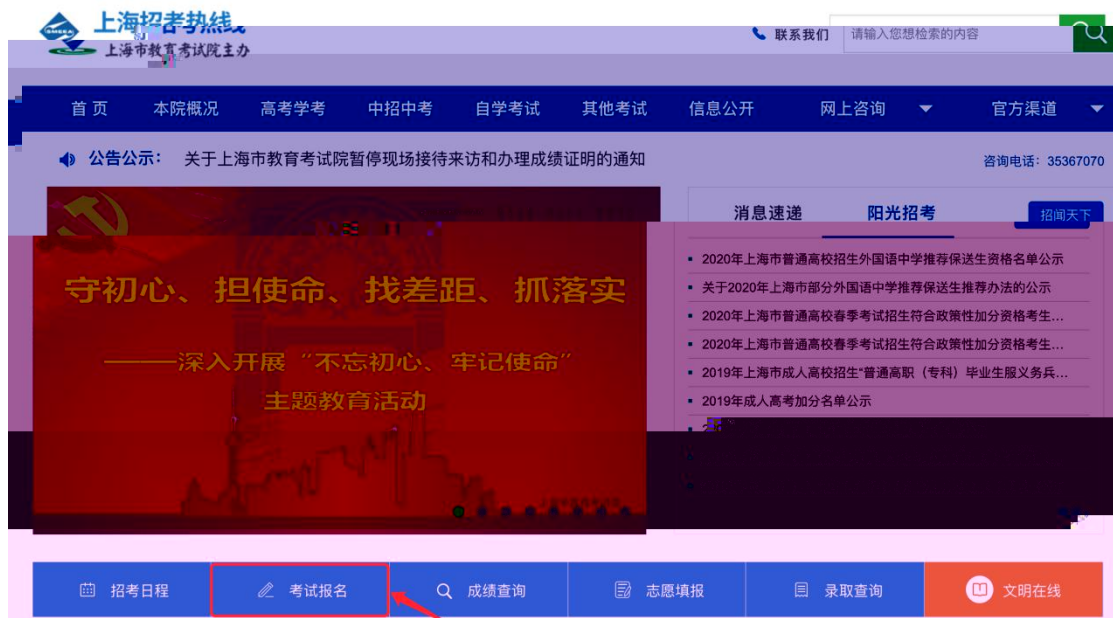 上海招考热线
上海市教育考试院主办
联系我们
请输入您想检索的内容
首 页 本院概况 高考学考 中招中考 自学考试 其他考试 信息公开 网上咨询 官方渠道
公告公示： 关于上海市教育考试院暂停现场接待来访和办理成绩证明的通知
咨询电话：35367070
守初心、担使命、找差距、抓落实
——深入开展“不忘初心、牢记使命”
主题教育活动
消息速递 阳光招考 招闻天下
2020年上海市普通高校招生外国语中学推荐保送生资格名单公示
关于2020年上海市部分外国语中学推荐保送生推荐办法的公示
2020年上海市普通高校春季考试招生符合政策性加分资格考生...
2020年上海市普通高校春季考试招生符合政策性加分资格考生...
2019年上海市成人高校招生“普通高职（专科）毕业生服义务兵...
2019年成人高考加分名单公示
招考日程 考试报名 成绩查询 志愿填报 录取查询 文明在线